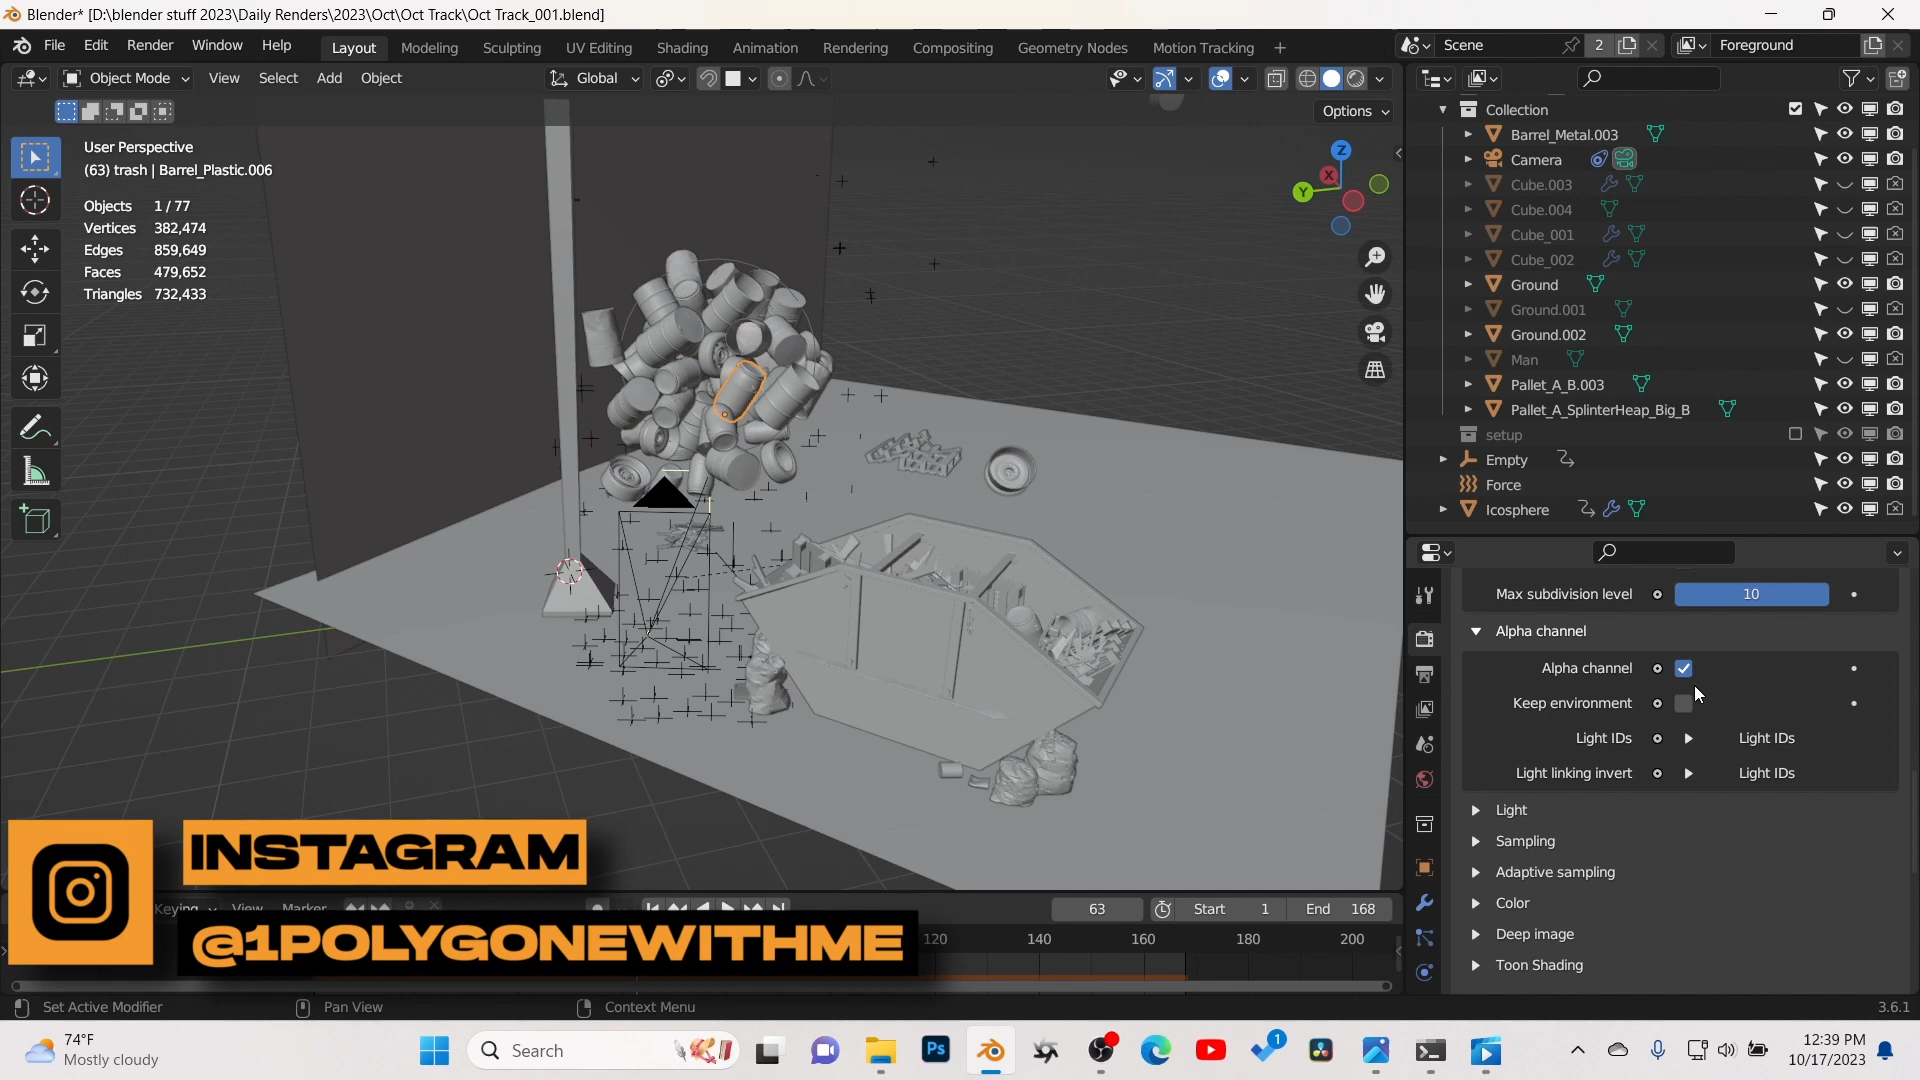 Blender* [D:\blender stuff 2023\Daily Renders\2023\Oct\Oct Track\Oct Track_001.blend]
File Edit Render Window Help Layout Modeling Sculpting UV Editing Shading Animation Rendering Compositing Geometry Nodes Motion Tracking + Scene 2 Foreground
Object Mode View Select Add Object Global
Options
User Perspective
(63) trash | Barrel_Plastic.006
Objects 1 / 77
Vertices 382,474
Edges 859,649
Faces 479,652
Triangles 732,433
Z
X
Y
Collection
Barrel_Metal.003
Camera
Cube.003
Cube.004
Cube_001
Cube_002
Ground
Ground.001
Ground.002
Man
Pallet_A_B.003
Pallet_A_SplinterHeap_Big_B
setup
Empty
Force
Icosphere
Max subdivision level 10
Alpha channel
Alpha channel
Keep environment
Light IDs Light IDs
Light linking invert Light IDs
Light
Sampling
Adaptive sampling
Color
Deep image
Toon Shading
INSTAGRAM
@1POLYGONEWITHME
Keying View Marker 63 Start 1 End 168
120 140 160 180 200
Set Active Modifier Pan View Context Menu 3.6.1
74°F
Mostly cloudy
Search
Ps
1
12:39 PM
10/17/2023